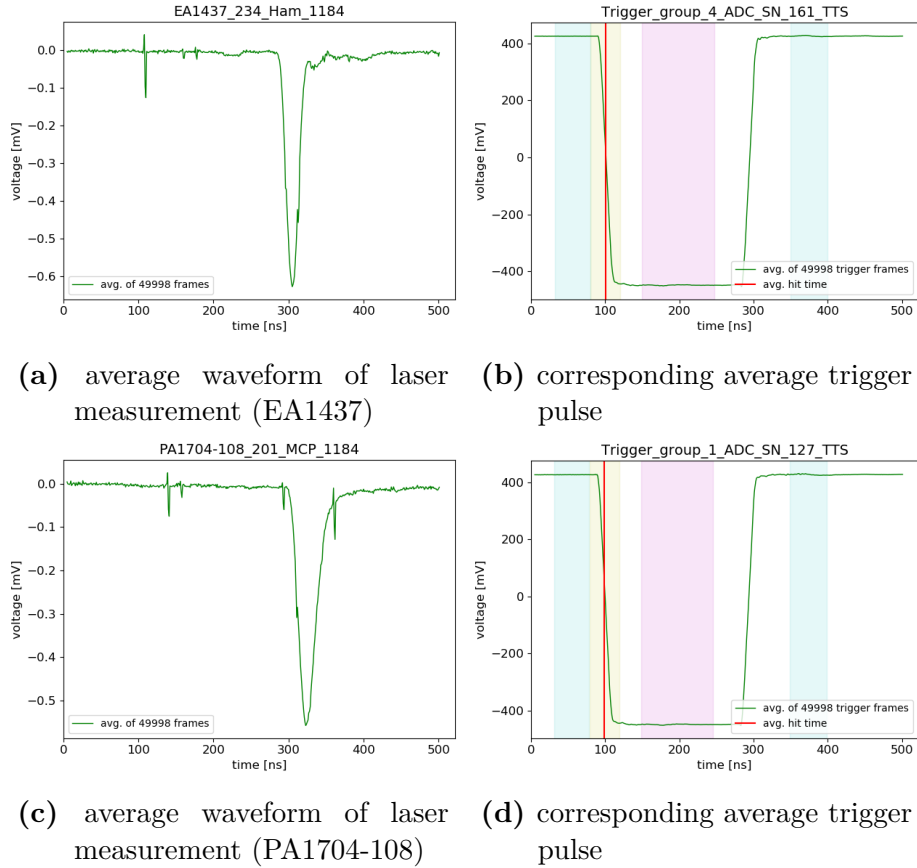 EA1437_234_Ham_1184
voltage [mV]
0.0
−0.1
−0.2
−0.3
−0.4
−0.5
−0.6
avg. of 49998 frames
0 100 200 300 400 500
time [ns]
Trigger_group_4_ADC_SN_161_TTS
voltage [mV]
400
200
0
−200
−400
avg. of 49998 trigger frames
avg. hit time
0 100 200 300 400 500
time [ns]
(a) average waveform of laser
measurement (EA1437)
(b) corresponding average trigger
pulse
PA1704-108_201_MCP_1184
voltage [mV]
0.0
−0.1
−0.2
−0.3
−0.4
−0.5
avg. of 49998 frames
0 100 200 300 400 500
time [ns]
Trigger_group_1_ADC_SN_127_TTS
voltage [mV]
400
200
0
−200
−400
avg. of 49998 trigger frames
avg. hit time
0 100 200 300 400 500
time [ns]
(c) average waveform of laser
measurement (PA1704-108)
(d) corresponding average trigger
pulse